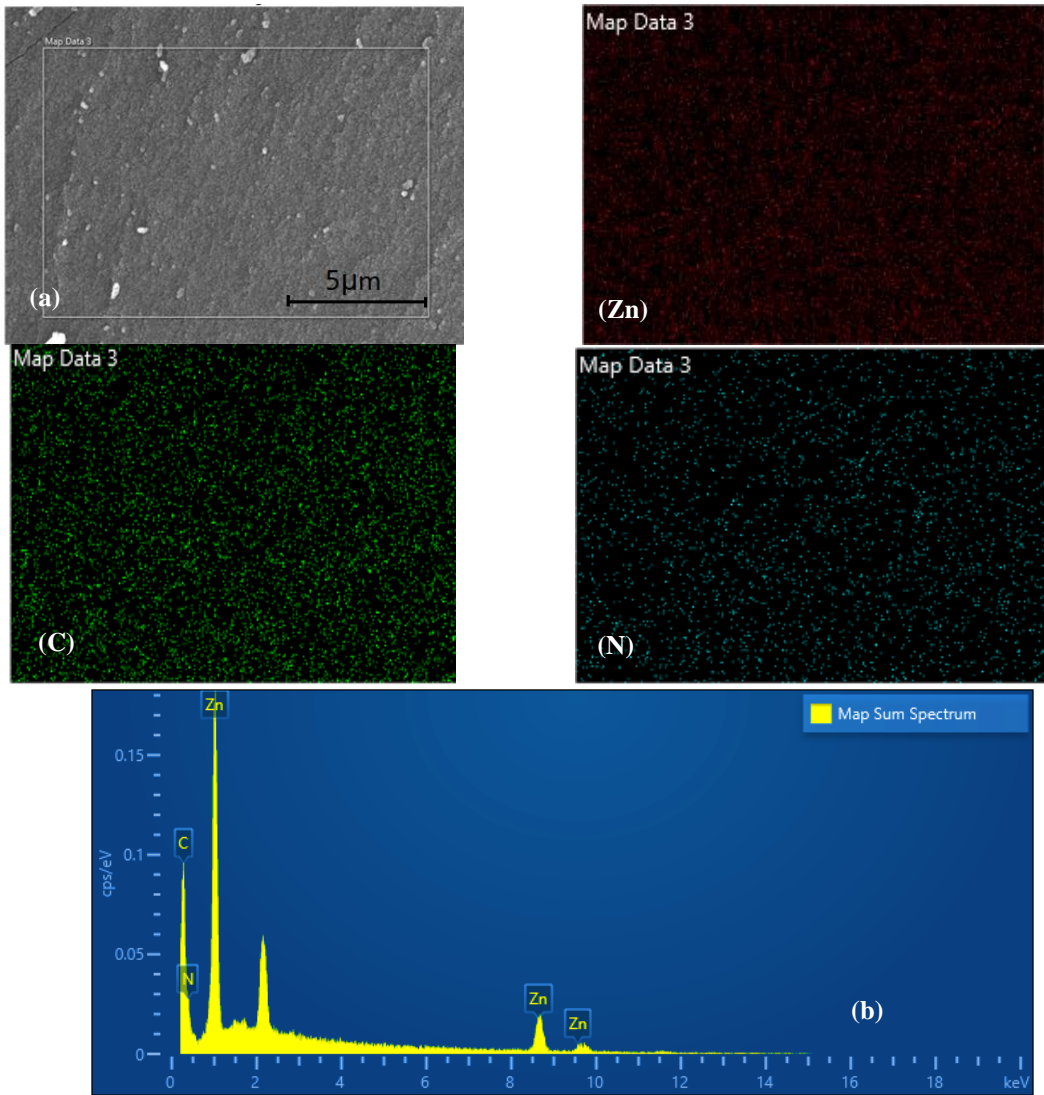 Map Data 3
5µm
(a)
Map Data 3
(Zn)
Map Data 3
(C)
Map Data 3
(N)
Zn
Map Sum Spectrum
0.15
C
0.1
cps/eV
0.05
N
Zn
Zn
(b)
0
0 2 4 6 8 10 12 14 16 18 keV